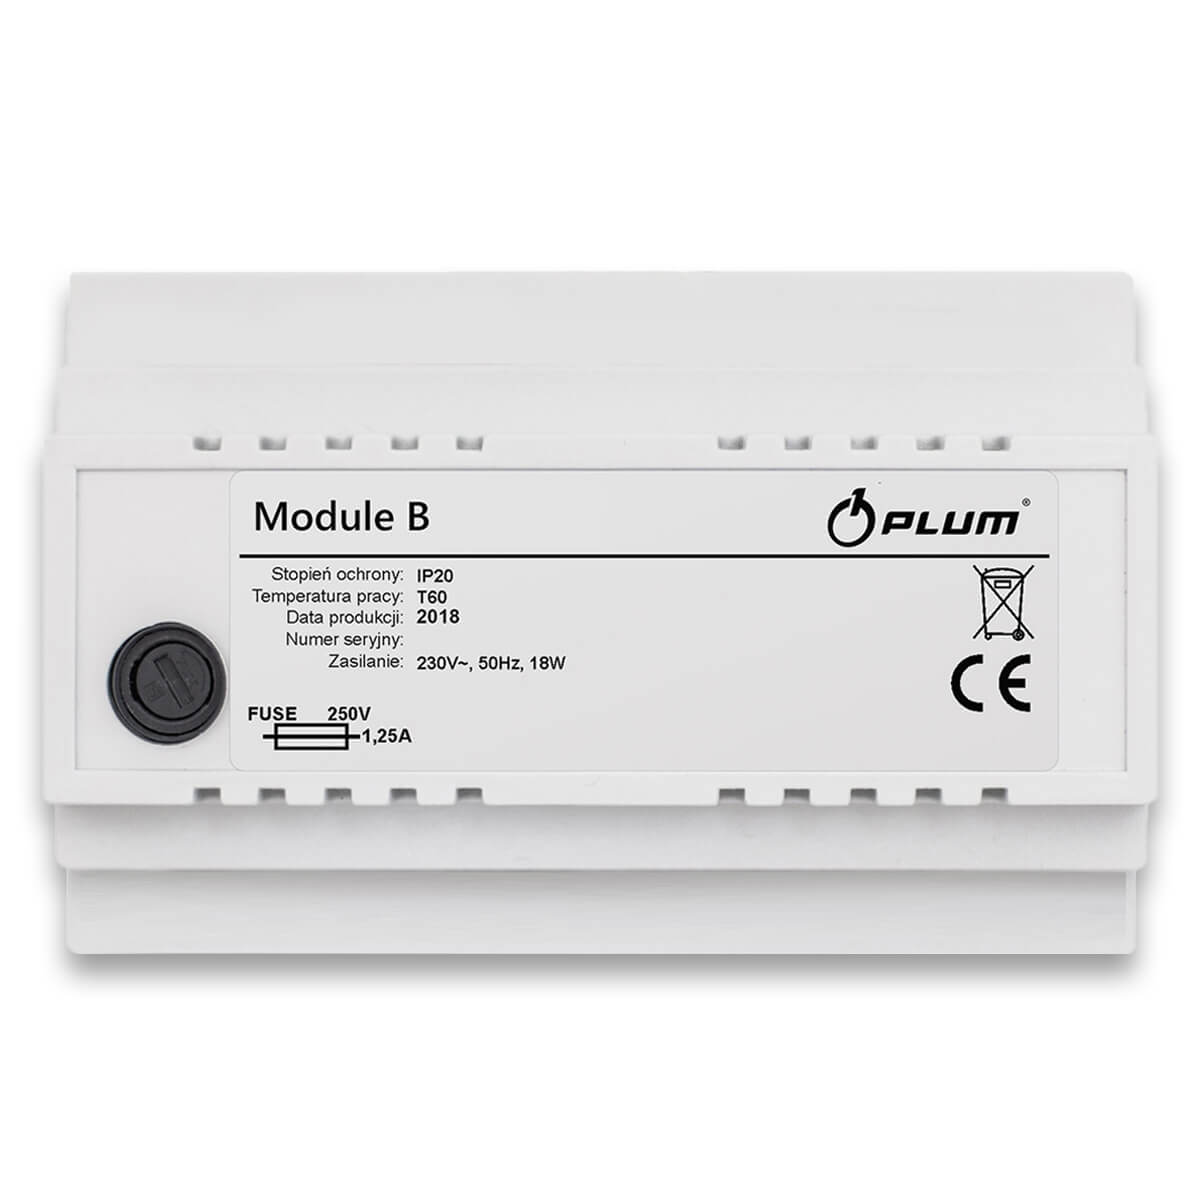 Module B
PLUM®
Stopień ochrony: IP20
Temperatura pracy: T60
Data produkcji: 2018
Numer seryjny:
Zasilanie: 230V~, 50Hz, 18W
FUSE 250V
1,25A
CE